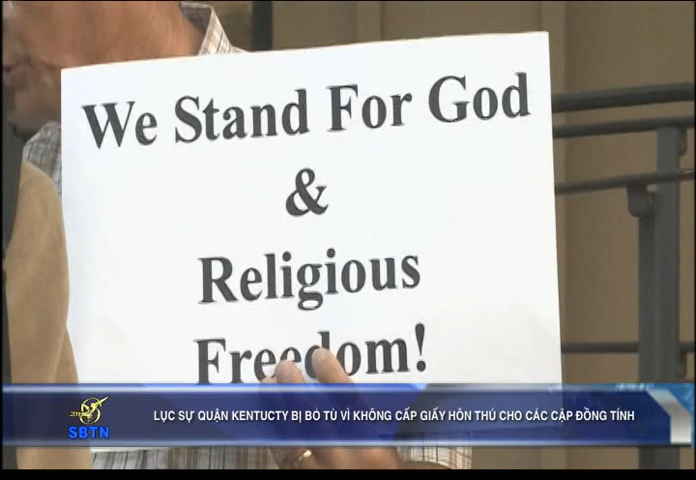 We Stand For God
&
Religious
Freedom!
LỤC SỰ QUẬN KENTUCTY BỊ BỎ TÙ VÌ KHÔNG CẤP GIẤY HÔN THÚ CHO CÁC CẶP ĐỒNG TÍNH
SBTN